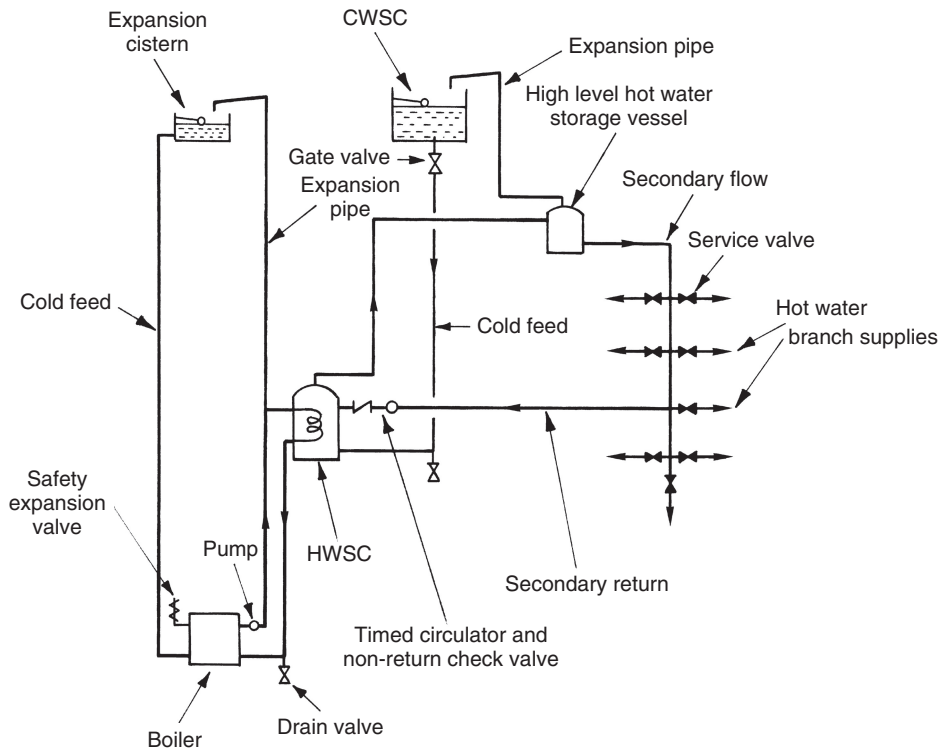 Expansion
cistern
CWSC
Expansion pipe
High level hot water
storage vessel
Gate valve
Expansion
pipe
Secondary flow
Service valve
Cold feed
Cold feed
Hot water
branch supplies
Safety
expansion
valve
Pump
HWSC
Secondary return
Timed circulator and
non-return check valve
Boiler
Drain valve